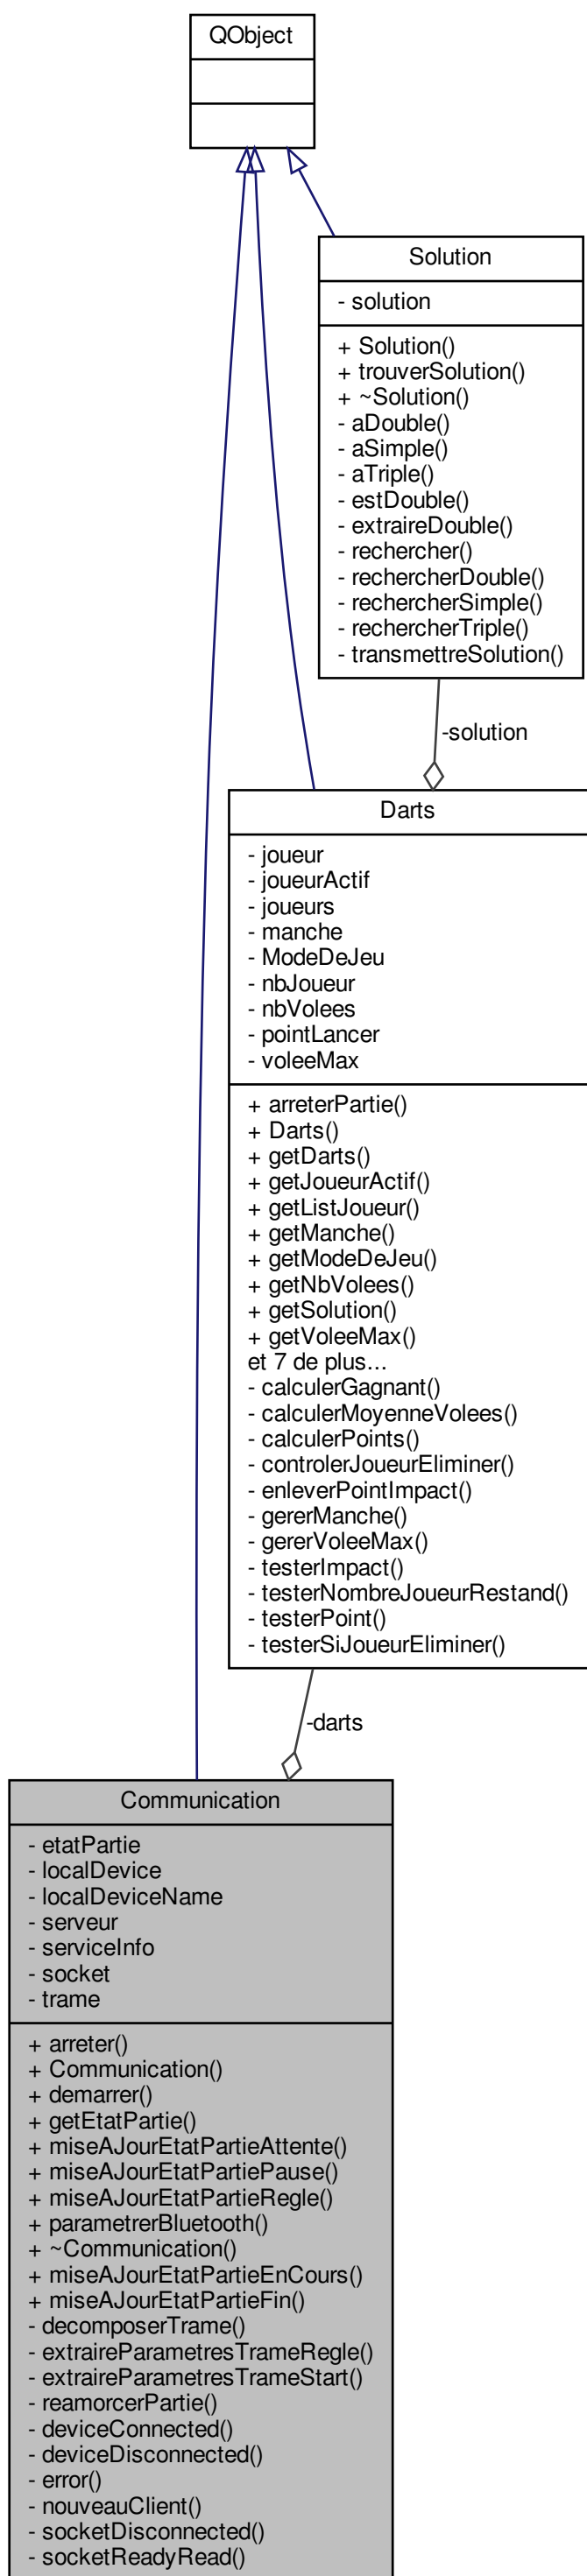 QObject
Solution
- solution
+ Solution()
+ trouverSolution()
+ ~Solution()
- aDouble()
- aSimple()
- aTriple()
- estDouble()
- extraireDouble()
- rechercher()
- rechercherDouble()
- rechercherSimple()
- rechercherTriple()
- transmettreSolution()
-solution
Darts
- joueur
- joueurActif
- joueurs
- manche
- ModeDeJeu
- nbJoueur
- nbVolees
- pointLancer
- voleeMax
+ arreterPartie()
+ Darts()
+ getDarts()
+ getJoueurActif()
+ getListJoueur()
+ getManche()
+ getModeDeJeu()
+ getNbVolees()
+ getSolution()
+ getVoleeMax()
et 7 de plus...
- calculerGagnant()
- calculerMoyenneVolees()
- calculerPoints()
- controlerJoueurEliminer()
- enleverPointImpact()
- gererManche()
- gererVoleeMax()
- testerImpact()
- testerNombreJoueurRestand()
- testerPoint()
- testerSiJoueurEliminer()
-darts
Communication
- etatPartie
- localDevice
- localDeviceName
- serveur
- serviceInfo
- socket
- trame
+ arreter()
+ Communication()
+ demarrer()
+ getEtatPartie()
+ miseAJourEtatPartieAttente()
+ miseAJourEtatPartiePause()
+ miseAJourEtatPartieRegle()
+ parametrerBluetooth()
+ ~Communication()
+ miseAJourEtatPartieEnCours()
+ miseAJourEtatPartieFin()
- decomposerTrame()
- extraireParametresTrameRegle()
- extraireParametresTrameStart()
- reamorcerPartie()
- deviceConnected()
- deviceDisconnected()
- error()
- nouveauClient()
- socketDisconnected()
- socketReadyRead()